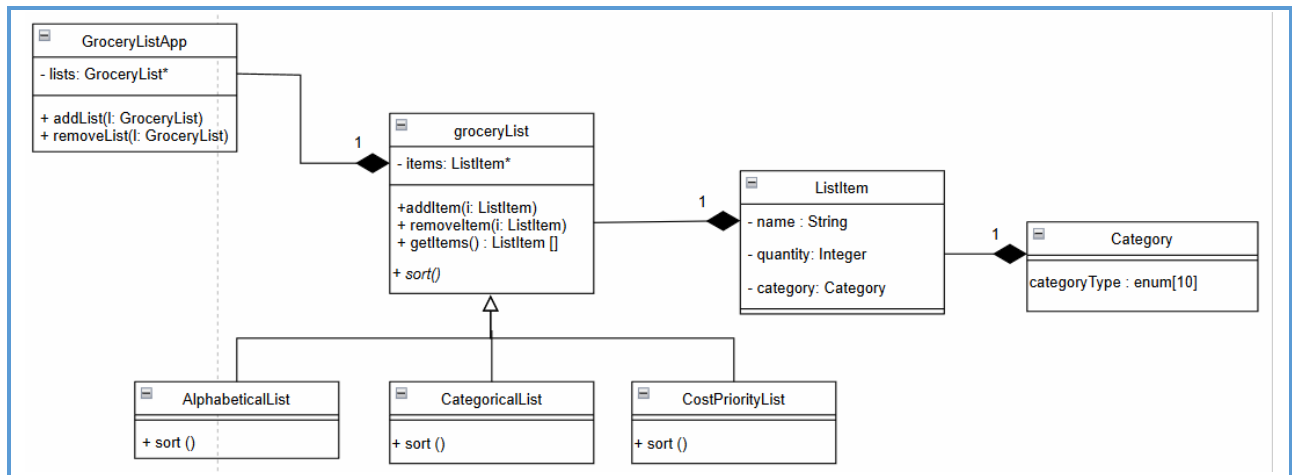 GroceryListApp
- lists: GroceryList*
+ addList(l: GroceryList)
+ removeList(l: GroceryList)
1
groceryList
- items: ListItem*
+addItem(i: ListItem)
+ removeItem(i: ListItem)
+ getItems() : ListItem []
+ sort()
1
ListItem
- name : String
- quantity: Integer
- category: Category
1
Category
categoryType : enum[10]
AlphabeticalList
+ sort ()
CategoricalList
+ sort ()
CostPriorityList
+ sort ()